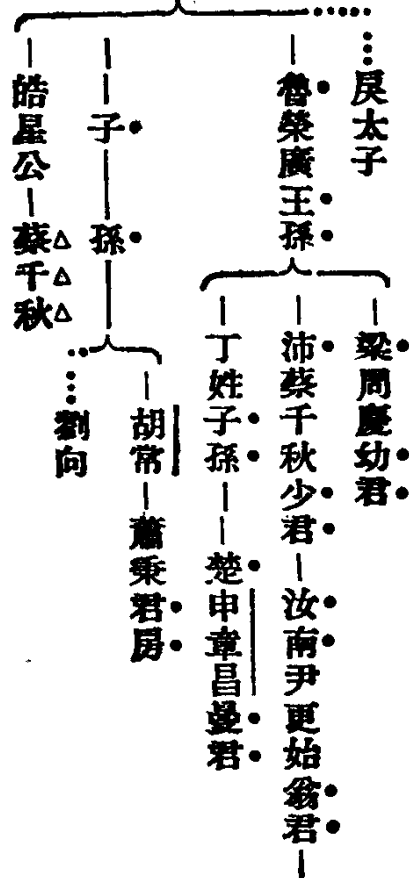 戾太子
魯榮廣王孫
梁周慶幼君
沛蔡千秋少君
汝南尹更始翁君
丁姓子孫
楚申章昌曼君
子
孫
胡常
蕭秉君房
劉向
皓星公
蔡千秋